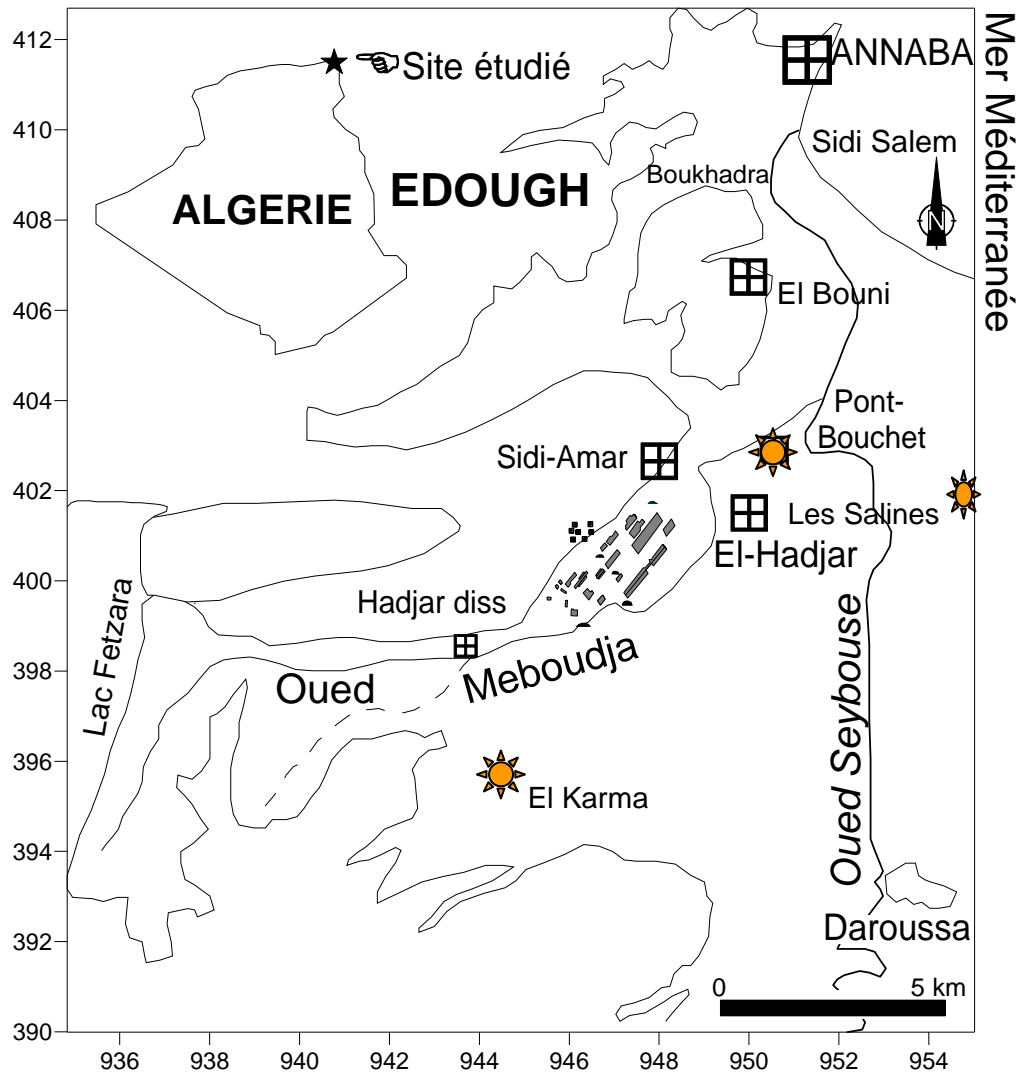 412
410
408
406
404
402
400
398
396
394
392
390
Site étudié
ANNABA
Mer Méditerranée
Sidi Salem
Boukhadra
EDOUGH
ALGERIE
N
El Bouni
Pont-
Bouchet
Sidi-Amar
Les Salines
El-Hadjar
Hadjar diss
Lac Fetzara
Oued
Meboudja
El Karma
Oued Seybouse
Daroussa
0 5 km
936 938 940 942 944 946 948 950 952 954